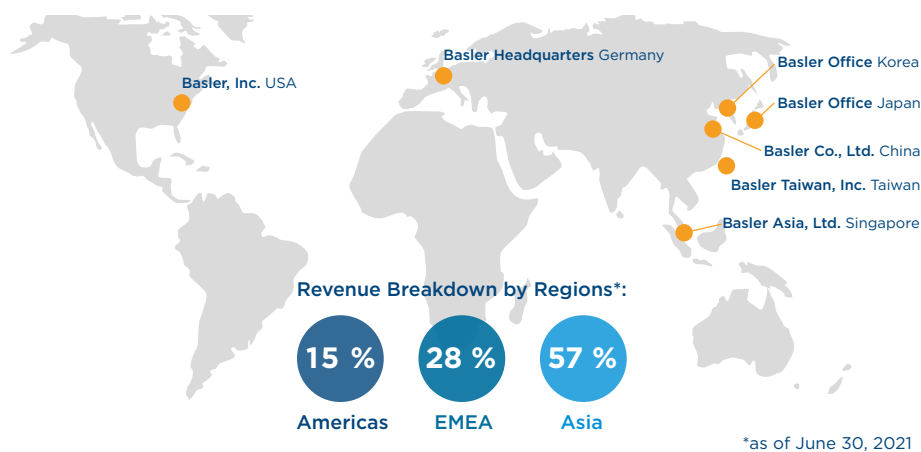 Basler Headquarters Germany
Basler, Inc. USA
Basler Office Korea
Basler Office Japan
Basler Co., Ltd. China
Basler Taiwan, Inc. Taiwan
Basler Asia, Ltd. Singapore
Revenue Breakdown by Regions*:
15 % 28 % 57 %
Americas EMEA Asia
*as of June 30, 2021